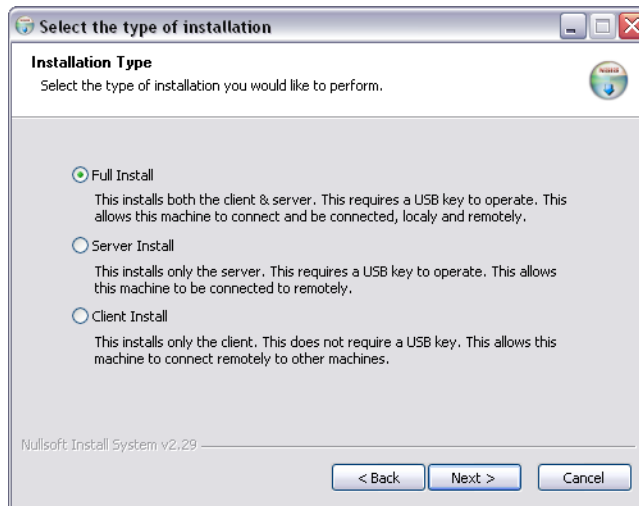 Select the type of installation
Installation Type
Select the type of installation you would like to perform.
Full Install
This installs both the client & server. This requires a USB key to operate. This
allows this machine to connect and be connected, localy and remotely.
Server Install
This installs only the server. This requires a USB key to operate. This allows
this machine to be connected to remotely.
Client Install
This installs only the client. This does not require a USB key. This allows this
machine to connect remotely to other machines.
Nullsoft Install System v2.29
< Back Next > Cancel